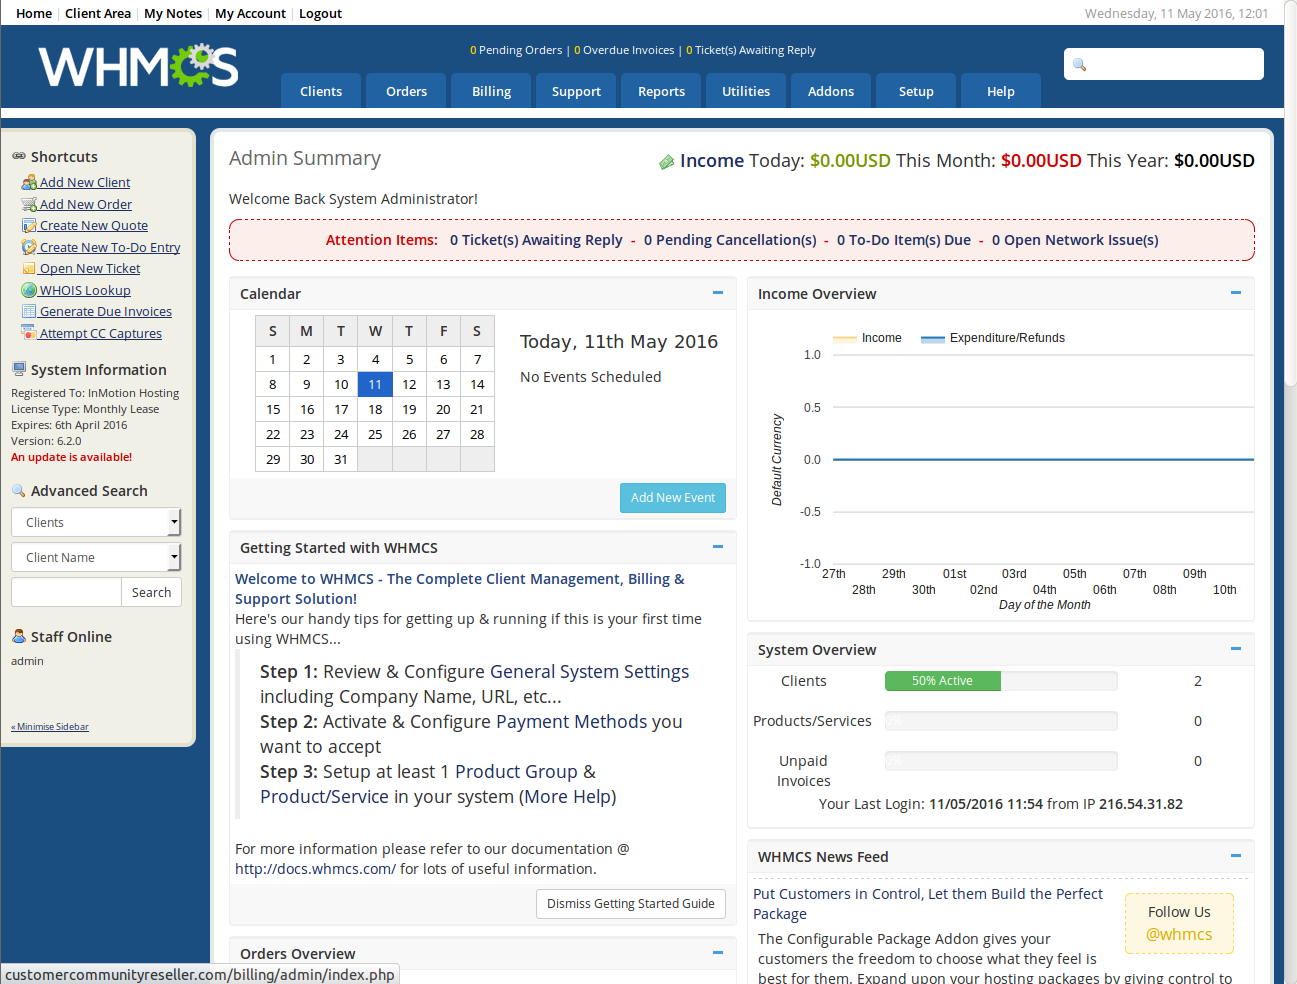 Home | Client Area | My Notes | My Account | Logout
Wednesday, 11 May 2016, 12:01
WHMCS
0 Pending Orders | 0 Overdue Invoices | 0 Ticket(s) Awaiting Reply
Clients Orders Billing Support Reports Utilities Addons Setup Help
Shortcuts
Add New Client
Add New Order
Create New Quote
Create New To-Do Entry
Open New Ticket
WHOIS Lookup
Generate Due Invoices
Attempt CC Captures
System Information
Registered To: InMotion Hosting
License Type: Monthly Lease
Expires: 6th April 2016
Version: 6.2.0
An update is available!
Advanced Search
Clients
Client Name
Search
Staff Online
admin
« Minimise Sidebar
Admin Summary
Income Today: $0.00USD This Month: $0.00USD This Year: $0.00USD
Welcome Back System Administrator!
Attention Items: 0 Ticket(s) Awaiting Reply - 0 Pending Cancellation(s) - 0 To-Do Item(s) Due - 0 Open Network Issue(s)
Calendar
S M T W T F S
1 2 3 4 5 6 7
8 9 10 11 12 13 14
15 16 17 18 19 20 21
22 23 24 25 26 27 28
29 30 31
Today, 11th May 2016
No Events Scheduled
Add New Event
Getting Started with WHMCS
Welcome to WHMCS - The Complete Client Management, Billing &
Support Solution!
Here's our handy tips for getting up & running if this is your first time
using WHMCS...
Step 1: Review & Configure General System Settings
including Company Name, URL, etc...
Step 2: Activate & Configure Payment Methods you
want to accept
Step 3: Setup at least 1 Product Group &
Product/Service in your system (More Help)
For more information please refer to our documentation @
http://docs.whmcs.com/ for lots of useful information.
Dismiss Getting Started Guide
Orders Overview
Income Overview
Income Expenditure/Refunds
1.0
0.5
0.0
-0.5
-1.0
Default Currency
27th 29th 01st 03rd 05th 07th 09th
28th 30th 02nd 04th 06th 08th 10th
Day of the Month
System Overview
Clients 50% Active 2
Products/Services 0% 0
Unpaid
Invoices 0% 0
Your Last Login: 11/05/2016 11:54 from IP 216.54.31.82
WHMCS News Feed
Put Customers in Control, Let them Build the Perfect
Package
Follow Us
@whmcs
The Configurable Package Addon gives your
customers the freedom to choose what they feel is
best for them. Expand upon your hosting packages by giving control to
customercommunityreseller.com/billing/admin/index.php